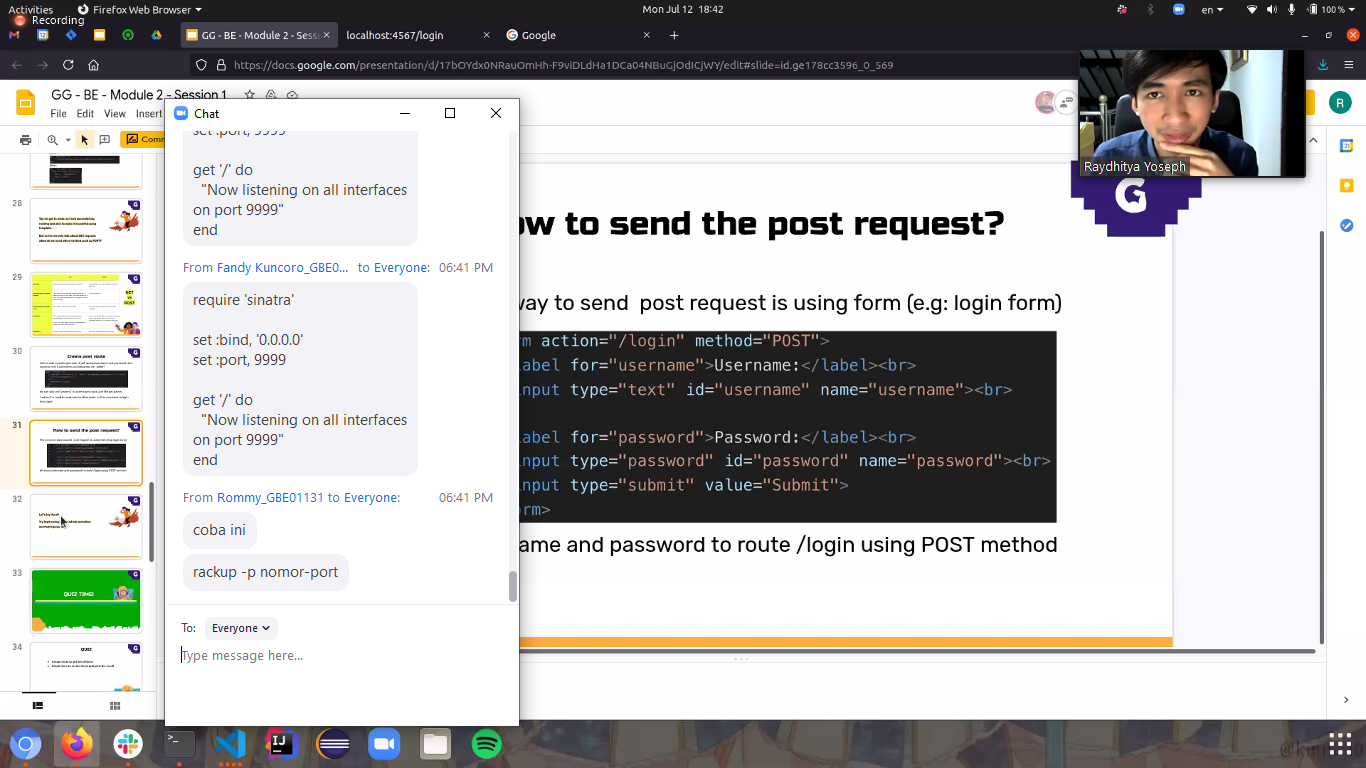 Activities
Firefox Web Browser
Mon Jul 12 18:42
en
100 %
Recording
GG - BE - Module 2 - Sess
localhost:4567/login
Google
https://docs.google.com/presentation/d/17bOYdx0NRauOmHh-F9viDLdHa1DCa04NBuGjOdICjWY/edit#slide=id.ge178cc3596_0_569
GG - BE - Module 2 - Session 1
File Edit View Insert
R
Comm
Raydhitya Yoseph
Chat
set :port, 9999
get '/' do
"Now listening on all interfaces
on port 9999"
end
From Fandy Kuncoro_GBE0... to Everyone: 06:41 PM
require 'sinatra'
set :bind, '0.0.0.0'
set :port, 9999
get '/' do
"Now listening on all interfaces
on port 9999"
end
From Rommy_GBE01131 to Everyone: 06:41 PM
coba ini
rackup -p nomor-port
To: Everyone
Type message here...
28
29
30
Create post route
31
How to send the post request?
32
33
QUIZ TIME!
34
QUIZ
G
ow to send the post request?
way to send post request is using form (e.g: login form)
rm action="/login" method="POST">
label for="username">Username:</label><br>
input type="text" id="username" name="username"><br>
label for="password">Password:</label><br>
input type="password" id="password" name="password"><br>
input type="submit" value="Submit">
orm>
ame and password to route /login using POST method